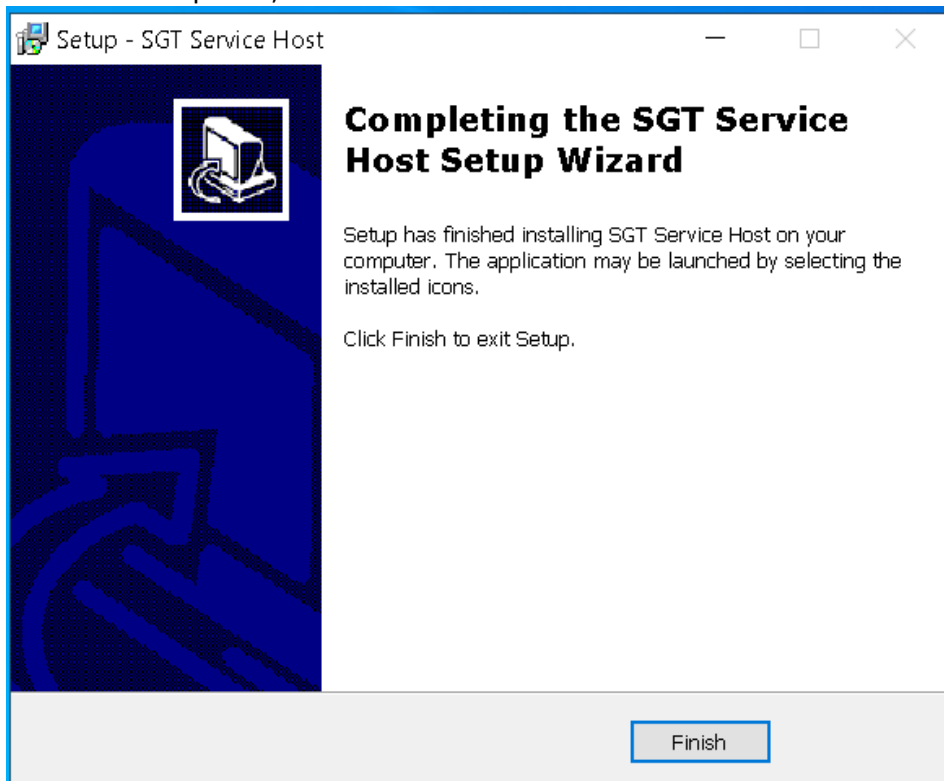 Setup - SGT Service Host
Completing the SGT Service
Host Setup Wizard
Setup has finished installing SGT Service Host on your
computer. The application may be launched by selecting the
installed icons.
Click Finish to exit Setup.
Finish